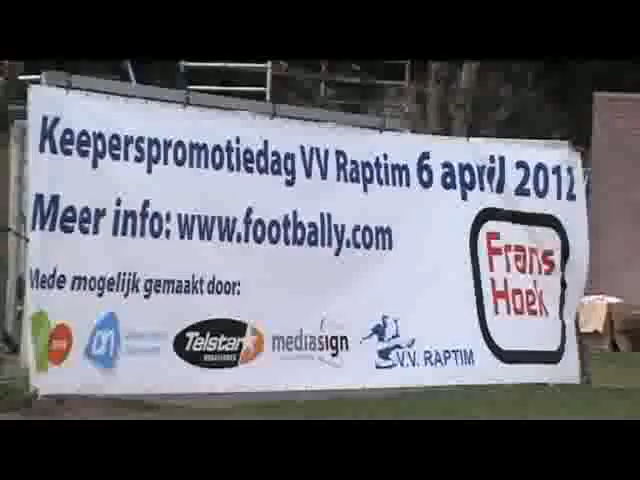 Keeperspromotiedag VV Raptim 6 april 2012
Meer info: www.footbally.com
Mede mogelijk gemaakt door:
Frans
Hoek
Telstar
mediasign
V.V. RAPTIM